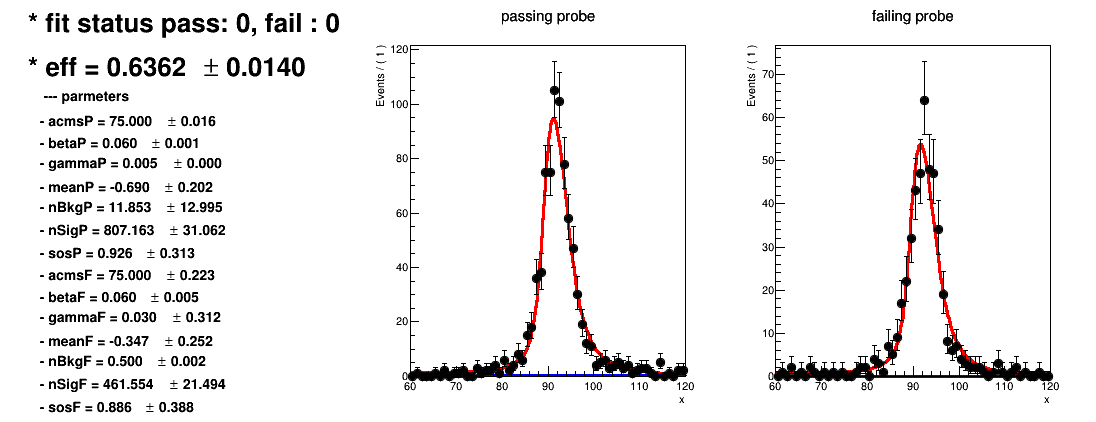 * fit status pass: 0, fail : 0
* eff = 0.6362 ± 0.0140
--- parmeters
- acmsP = 75.000 ± 0.016
- betaP = 0.060 ± 0.001
- gammaP = 0.005 ± 0.000
- meanP = -0.690 ± 0.202
- nBkgP = 11.853 ± 12.995
- nSigP = 807.163 ± 31.062
- sosP = 0.926 ± 0.313
- acmsF = 75.000 ± 0.223
- betaF = 0.060 ± 0.005
- gammaF = 0.030 ± 0.312
- meanF = -0.347 ± 0.252
- nBkgF = 0.500 ± 0.002
- nSigF = 461.554 ± 21.494
- sosF = 0.886 ± 0.388
passing probe
Events / ( 1 )
120
100
80
60
40
20
0
60 70 80 90 100 110 120
x
failing probe
Events / ( 1 )
70
60
50
40
30
20
10
0
60 70 80 90 100 110 120
x